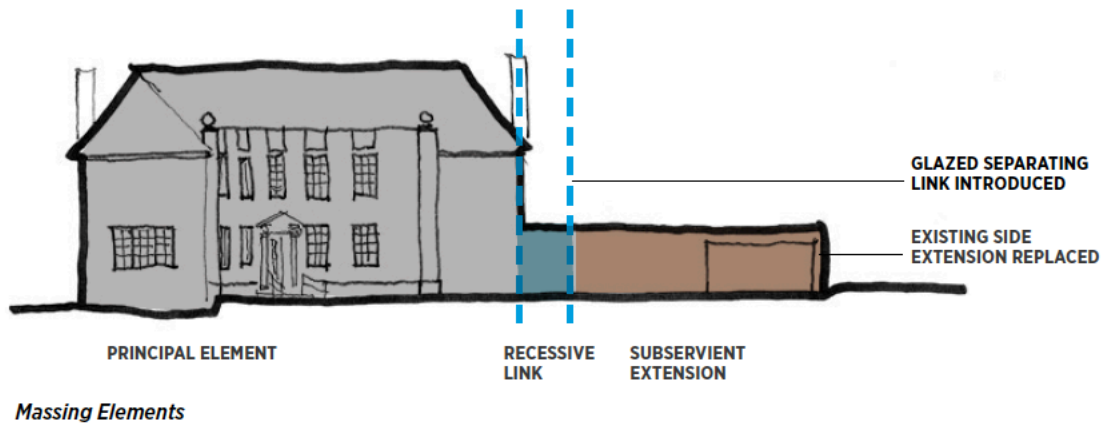 GLAZED SEPARATING
LINK INTRODUCED
EXISTING SIDE
EXTENSION REPLACED
PRINCIPAL ELEMENT
RECESSIVE
LINK
SUBSERVIENT
EXTENSION
Massing Elements